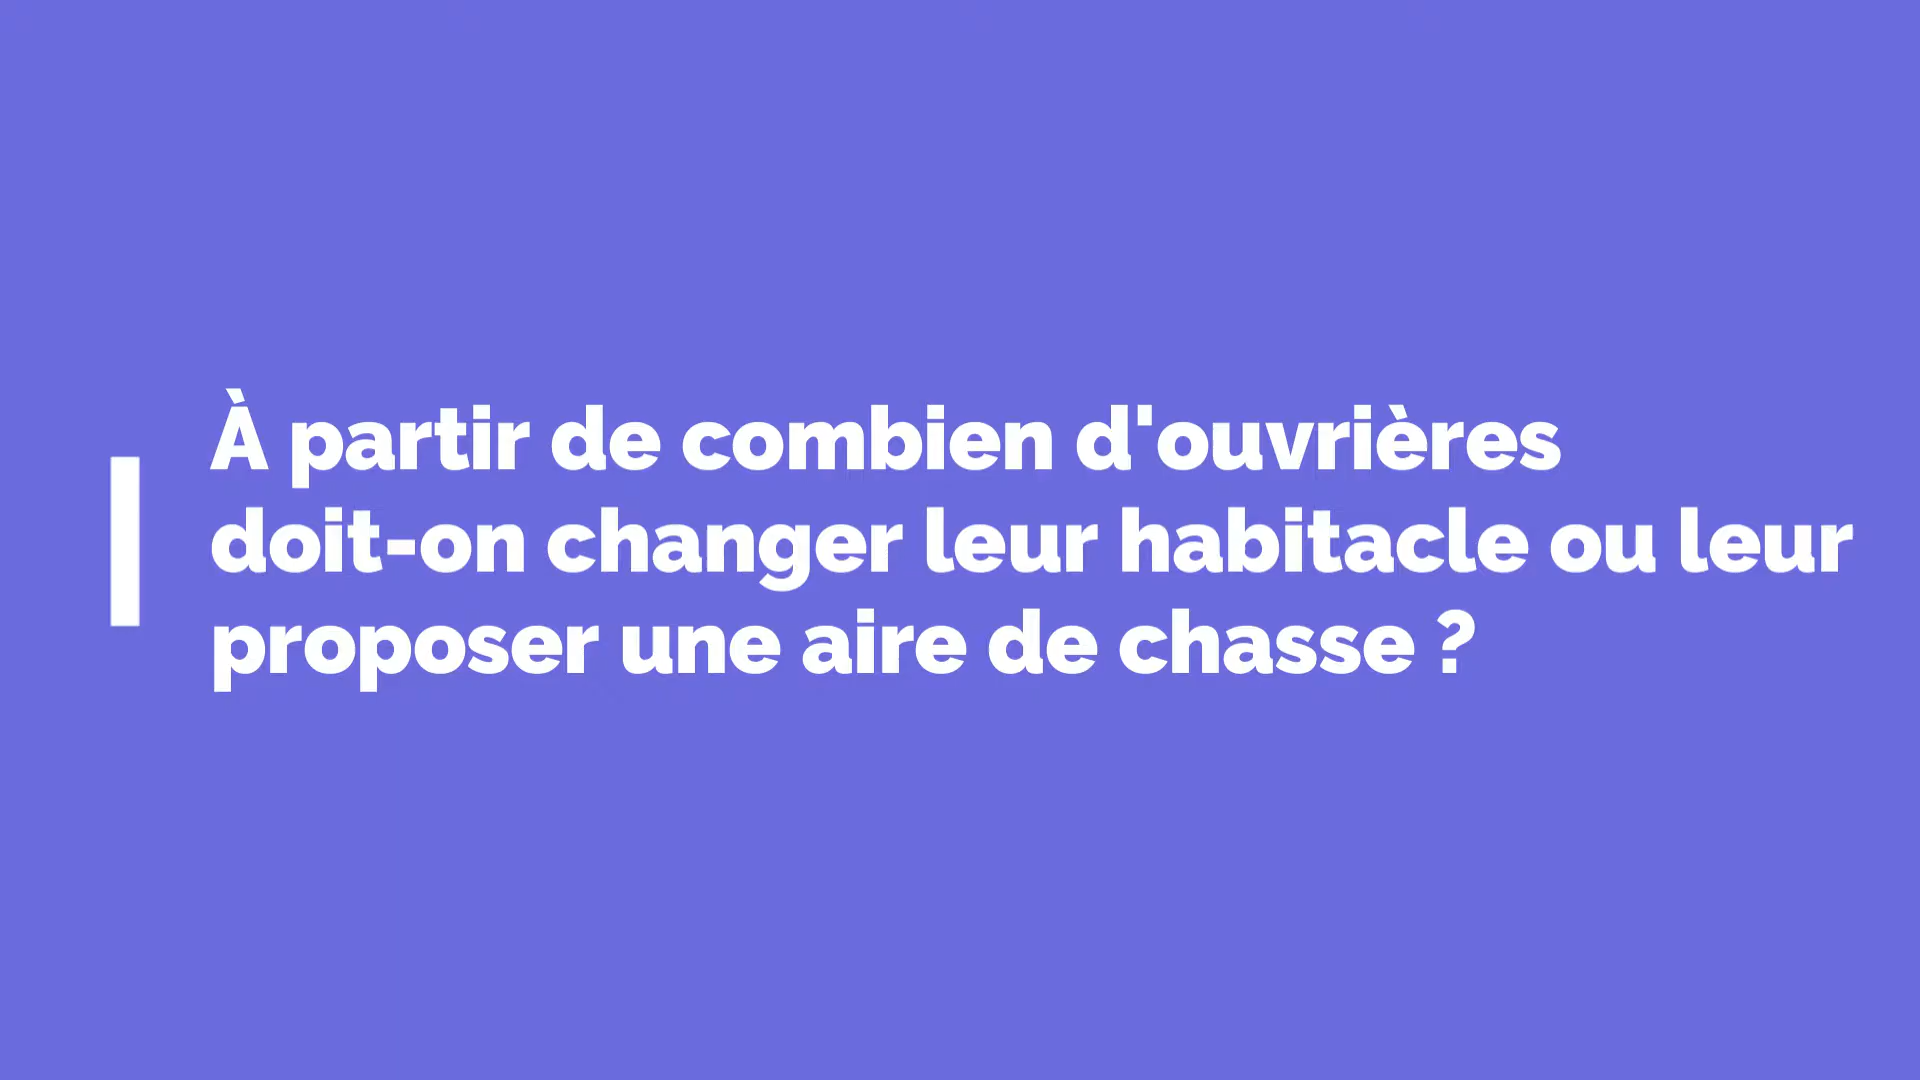 À partir de combien d'ouvrières
doit-on changer leur habitacle ou leur
proposer une aire de chasse ?